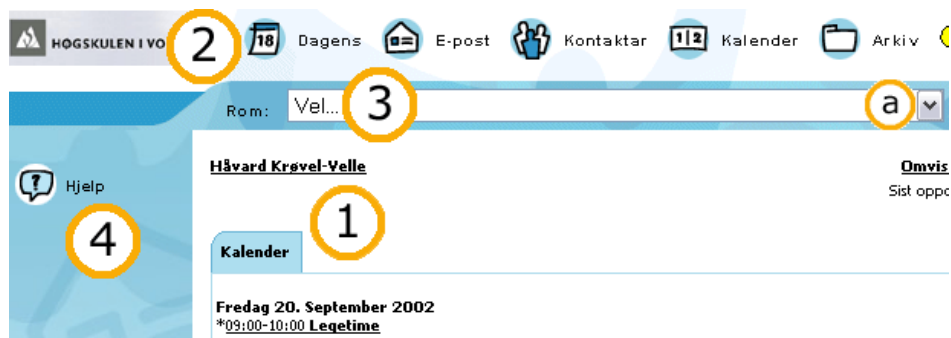 HØGSKULEN I VO 2 18 Dagens E-post Kontaktar 1|2 Kalender Arkiv
Rom: Vel... 3 a
? Hjelp
4
Håvard Krøvel-Velle
Omvis
Sist oppd
1
Kalender
Fredag 20. September 2002
*09:00-10:00 Legetime